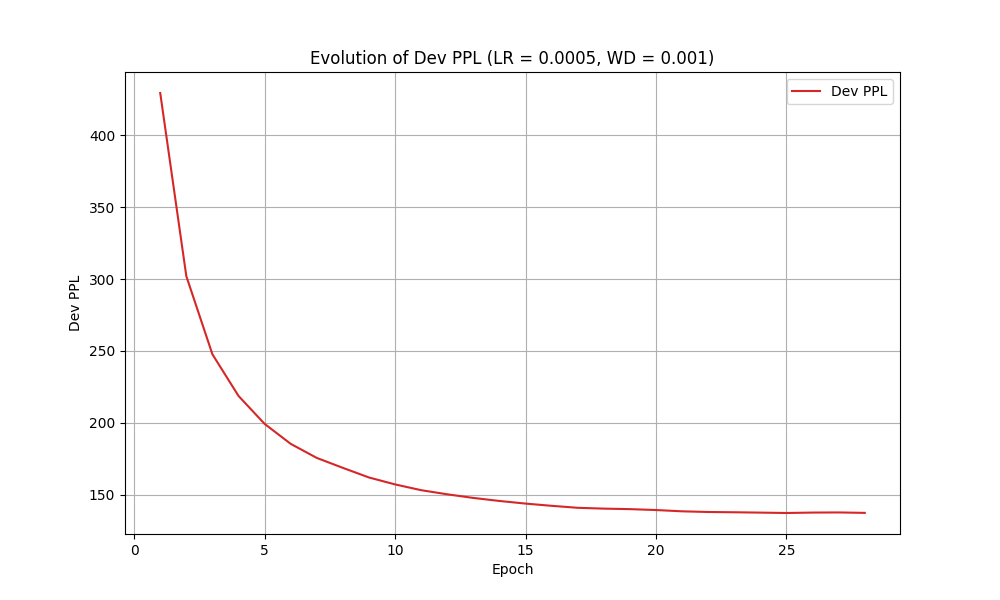 Evolution of Dev PPL (LR = 0.0005, WD = 0.001)
Dev PPL
400
350
300
250
200
150
Dev PPL
0 5 10 15 20 25
Epoch